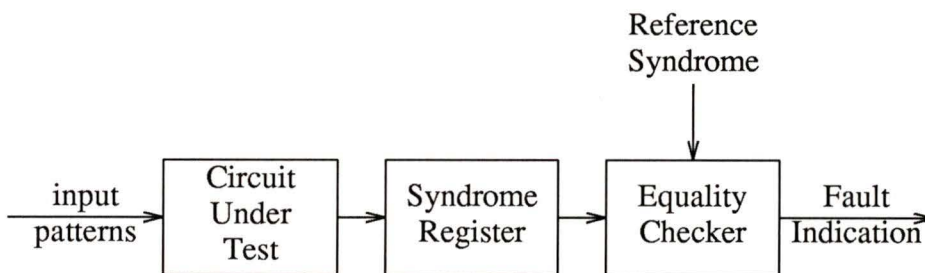 Reference
Syndrome
input
patterns
Circuit
Under
Test
Syndrome
Register
Equality
Checker
Fault
Indication